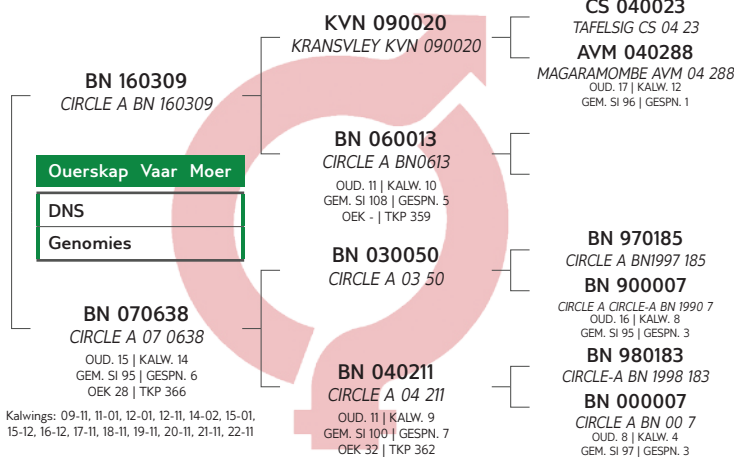 BN 160309
CIRCLE A BN 160309
Ouerskap Vaar Moer
DNS
Genomies
BN 070638
CIRCLE A 07 0638
OUD. 15 | KALW. 14
GEM. SI 95 | GESPN. 6
OEK 28 | TKP 366
Kalwings: 09-11, 11-01, 12-01, 12-11, 14-02, 15-01,
15-12, 16-12, 17-11, 18-11, 19-11, 20-11, 21-11, 22-11
KVN 090020
KRANSVLEY KVN 090020
BN 060013
CIRCLE A BN0613
OUD. 11 | KALW. 10
GEM. SI 108 | GESPN. 5
OEK - | TKP 359
BN 030050
CIRCLE A 03 50
BN 040211
CIRCLE A 04 211
OUD. 11 | KALW. 9
GEM. SI 100 | GESPN. 7
OEK 32 | TKP 362
CS 040023
TAFELSIG CS 04 23
AVM 040288
MAGARAMOMBE AVM 04 288
OUD. 17 | KALW. 12
GEM. SI 96 | GESPN. 1
BN 970185
CIRCLE A BN1997 185
BN 900007
CIRCLE A CIRCLE-A BN 1990 7
OUD. 16 | KALW. 8
GEM. SI 95 | GESPN. 3
BN 980183
CIRCLE-A BN 1998 183
BN 000007
CIRCLE A BN 00 7
OUD. 8 | KALW. 4
GEM. SI 97 | GESPN. 3